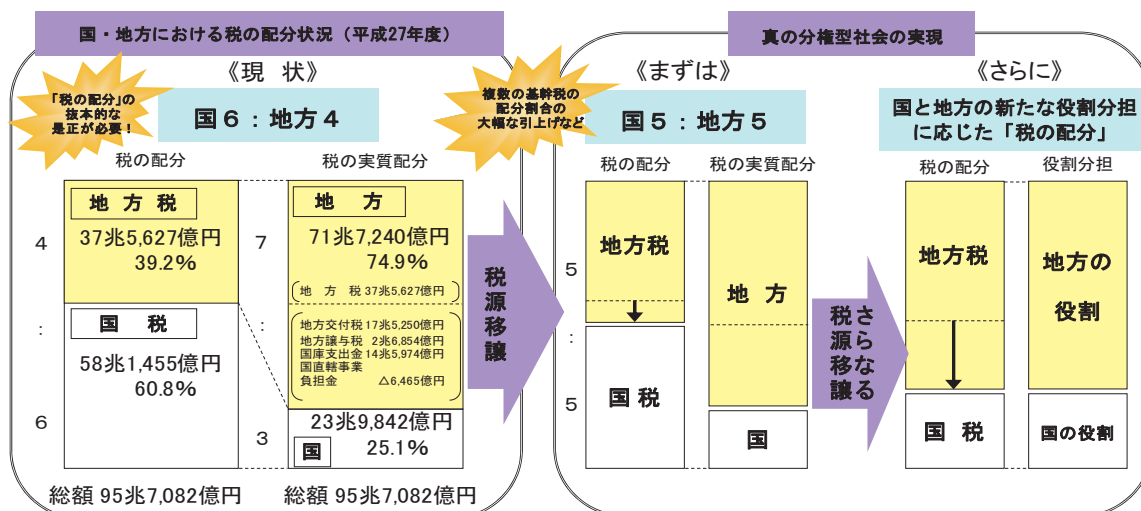 国・地方における税の配分状況（平成27年度）
《現 状》
「税の配分」の
抜本的な
是正が必要！
国６：地方４
税の配分
税の実質配分
4
:
6
地 方 税
37兆5,627億円
39.2%
国 税
58兆1,455億円
60.8%
総額 95兆7,082億円
7
:
3
地 方
71兆7,240億円
74.9%
地 方 税 37兆5,627億円
地方交付税 17兆5,250億円
地方譲与税 2兆6,854億円
国庫支出金 14兆5,974億円
国直轄事業
負担金 △6,465億円
23兆9,842億円
国
25.1%
総額 95兆7,082億円
税源移譲
真の分権型社会の実現
《まずは》
複数の基幹税の
配分割合の
大幅な引上げなど
国５：地方５
税の配分
税の実質配分
5
:
5
地方税
国 税
地 方
国
さらなる
税源移譲
《さらに》
国と地方の新たな役割分担
に応じた「税の配分」
税の配分
役割分担
地方税
国 税
地方の
役割
国の役割